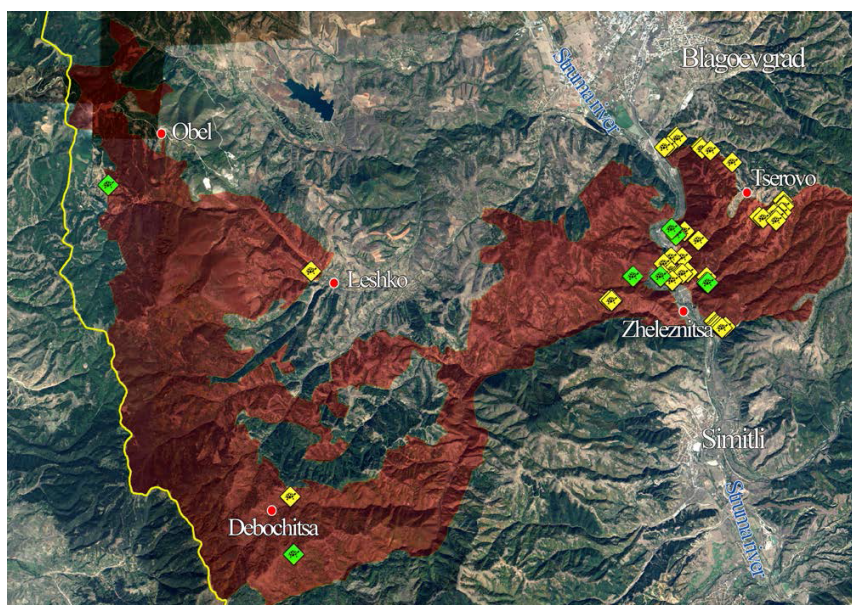 Blagoevgrad
Struma river
Obel
Tserovo
Leshko
Zheleznitsa
Simitli
Debochitsa
Struma river